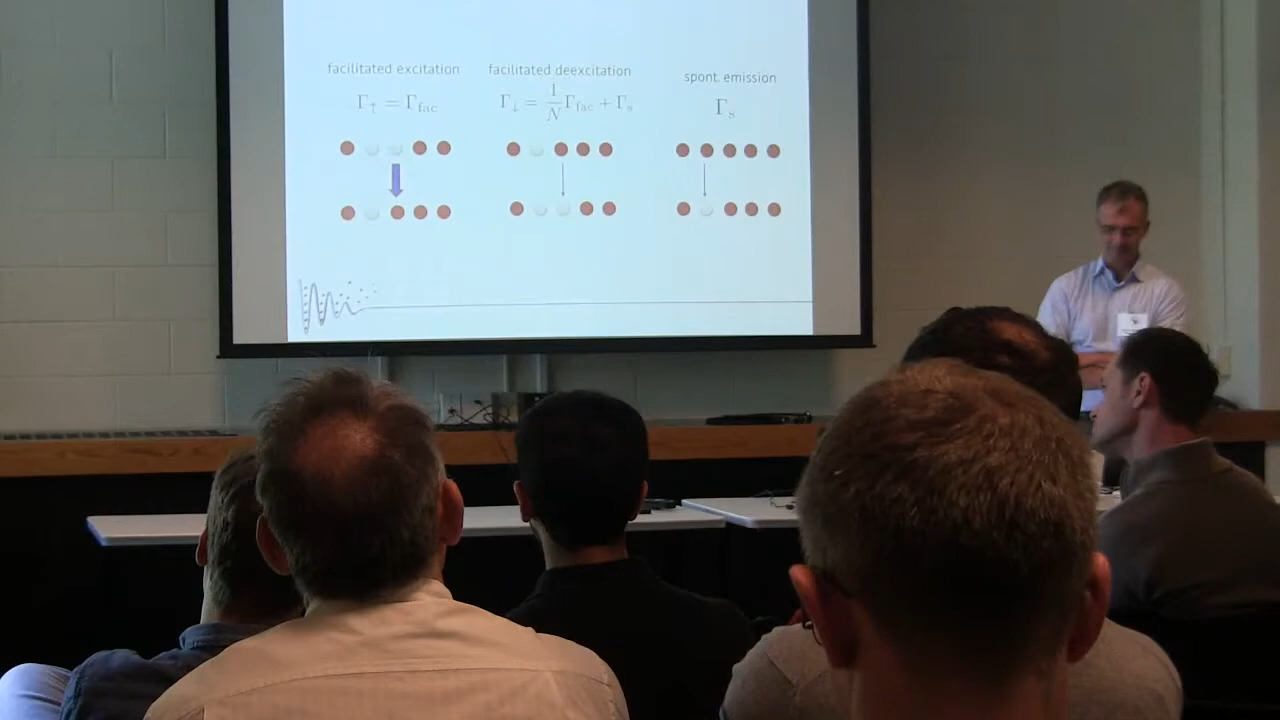 facilitated excitation
Γ↑ = Γfac
facilitated deexcitation
Γ↓ = 1/N Γfac + Γs
spont. emission
Γs